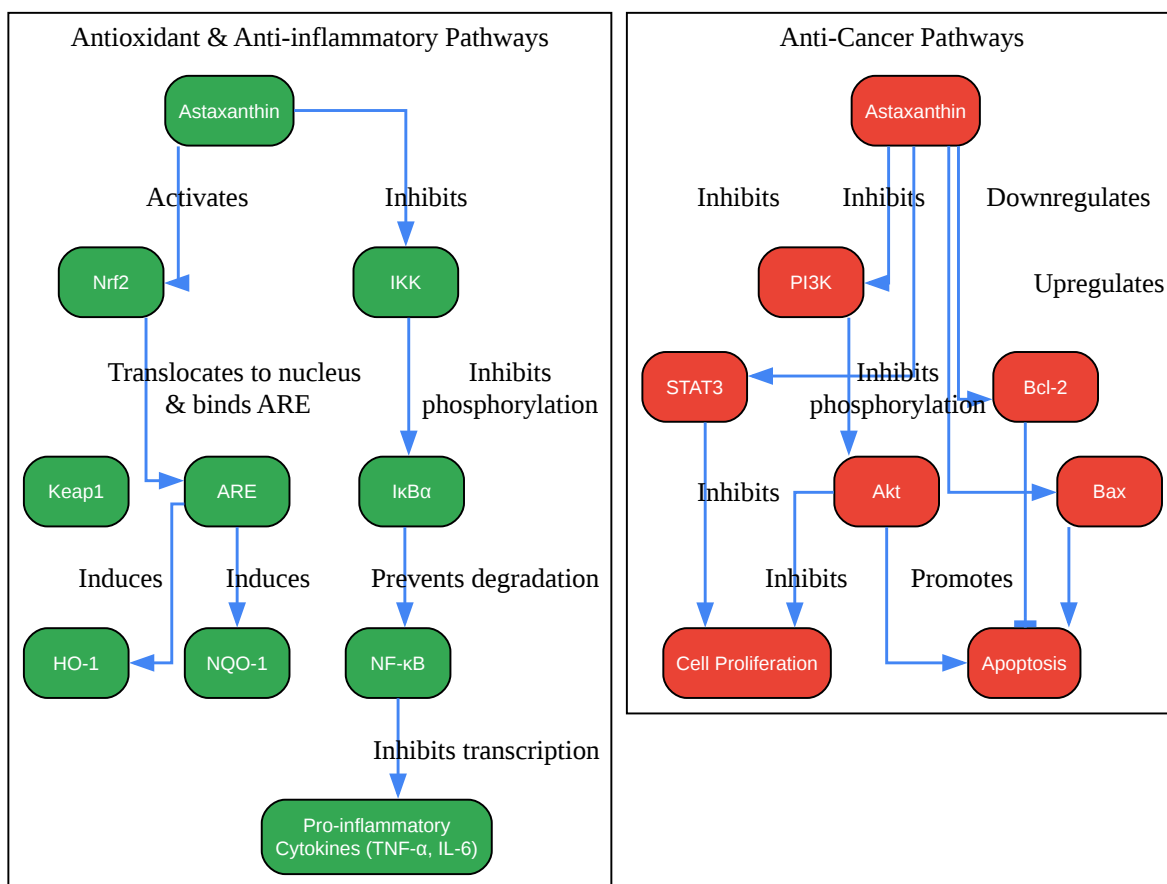 Antioxidant & Anti-inflammatory Pathways
Astaxanthin
Activates
Inhibits
Nrf2
IKK
Translocates to nucleus
& binds ARE
Inhibits
phosphorylation
Keap1
ARE
IκBα
Induces
Induces
Prevents degradation
HO-1
NQO-1
NF-κB
Inhibits transcription
Pro-inflammatory
Cytokines (TNF-α, IL-6)
Anti-Cancer Pathways
Astaxanthin
Inhibits
Inhibits
Downregulates
PI3K
Upregulates
STAT3
Inhibits
phosphorylation
Bcl-2
Inhibits
Akt
Bax
Inhibits
Promotes
Cell Proliferation
Apoptosis